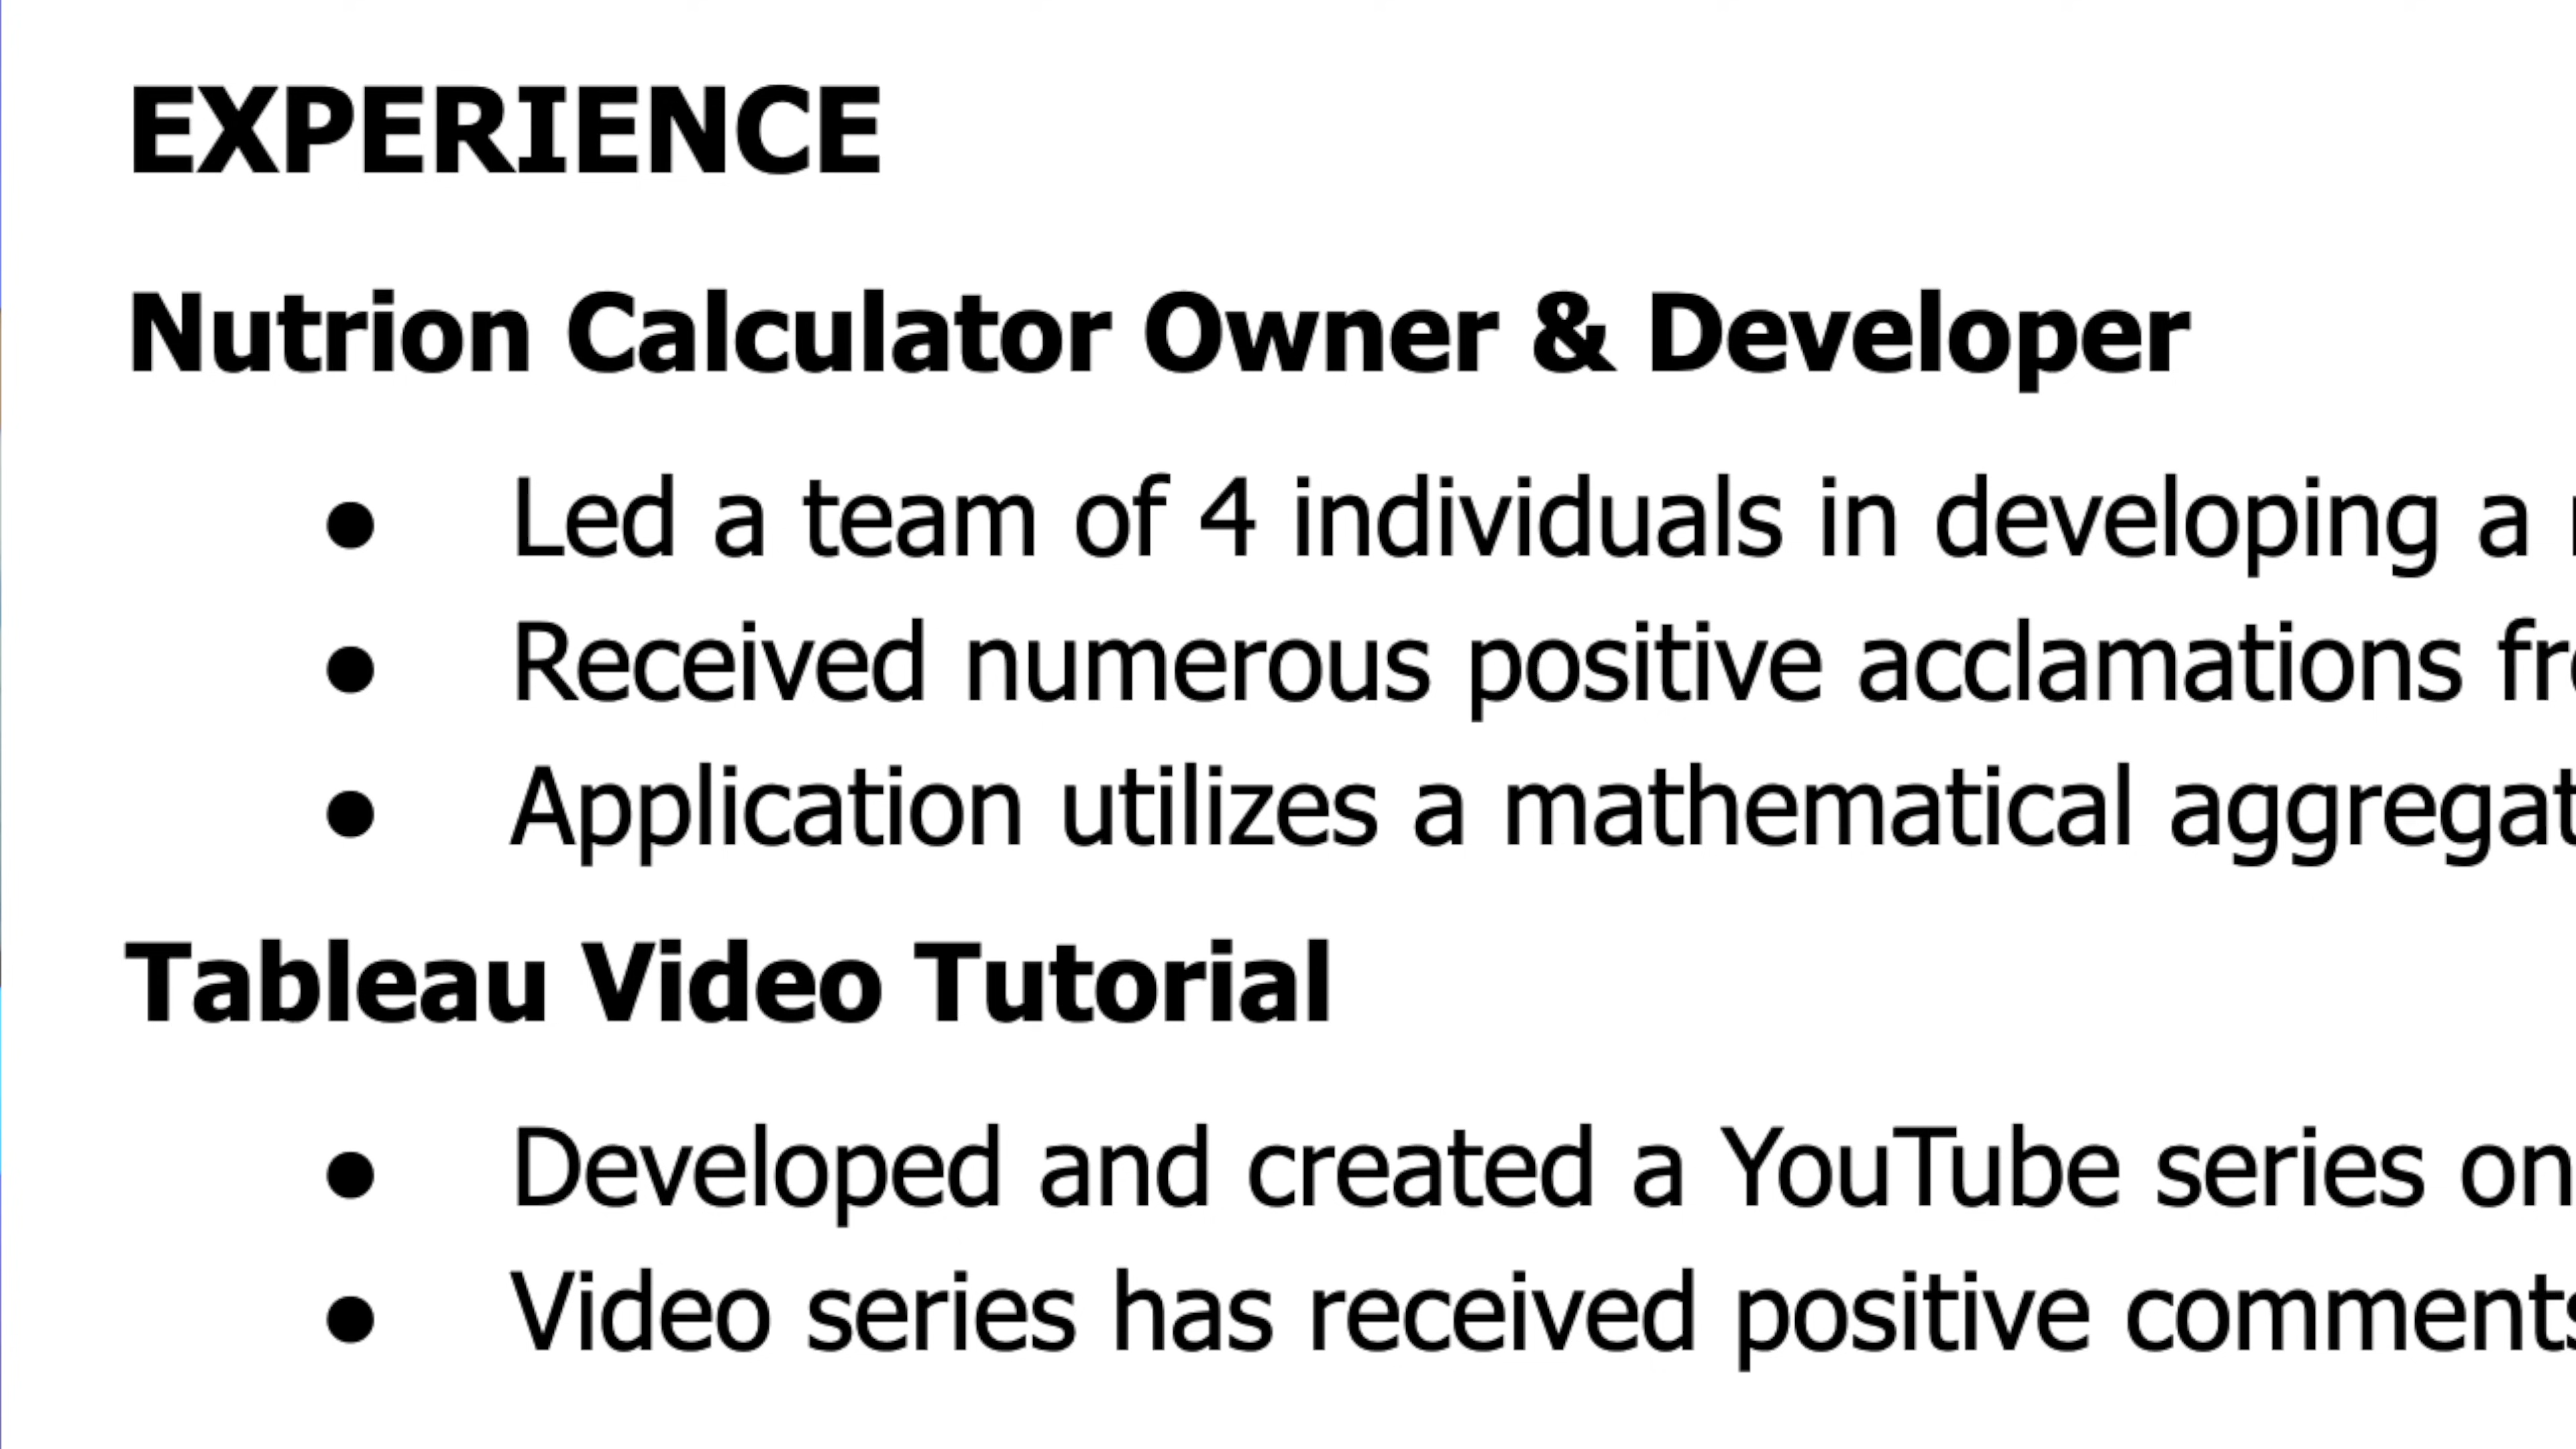 EXPERIENCE
Nutrion Calculator Owner & Developer
● Led a team of 4 individuals in developing a
● Received numerous positive acclamations
● Application utilizes a mathematical
Tableau Video Tutorial
● Developed and created a YouTube series on
● Video series has received positive comments